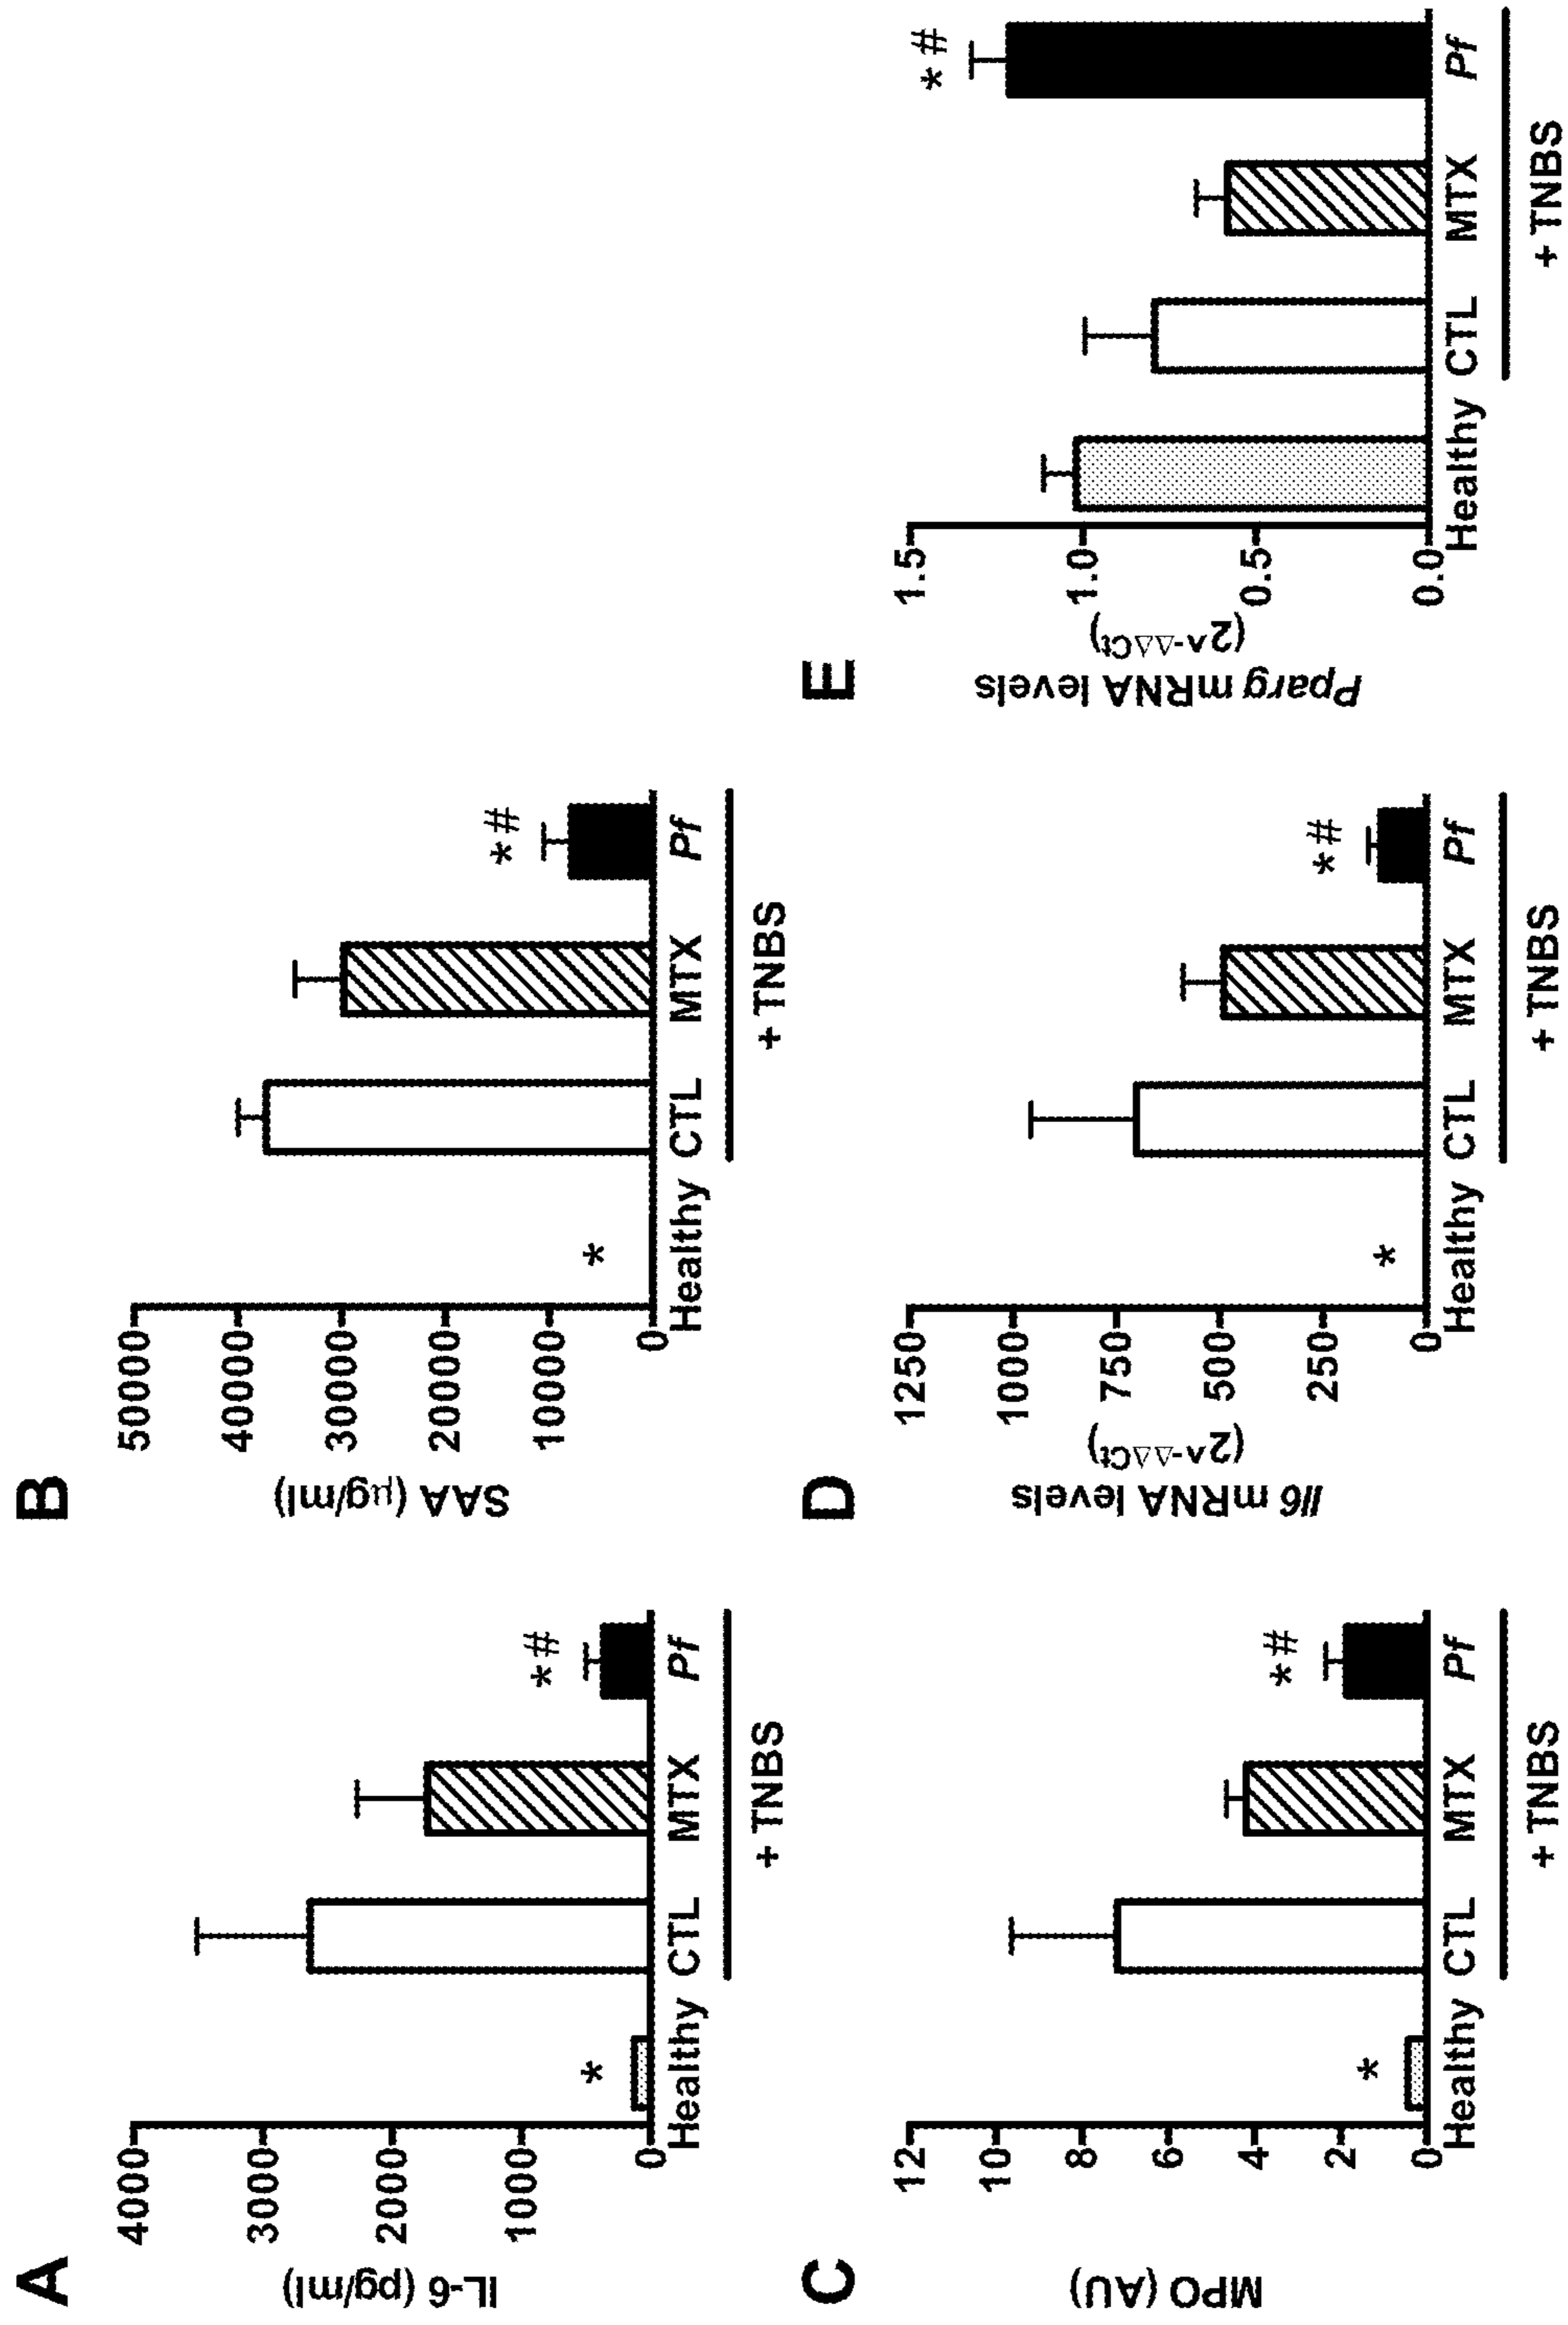 A
IL-6 (pg/ml)
4000
3000
2000
1000
0
*
* #
Healthy CTL MTX Pf
+ TNBS
B
SAA (µg/ml)
50000
40000
30000
20000
10000
0
*
* #
Healthy CTL MTX Pf
+ TNBS
C
MPO (AU)
12
10
8
6
4
2
0
*
* #
Healthy CTL MTX Pf
+ TNBS
D
Il6 mRNA levels
(2^-ΔΔCt)
1250
1000
750
500
250
0
*
* #
Healthy CTL MTX Pf
+ TNBS
E
Pparg mRNA levels
(2^-ΔΔCt)
1.5
1.0
0.5
0.0
* #
Healthy CTL MTX Pf
+ TNBS